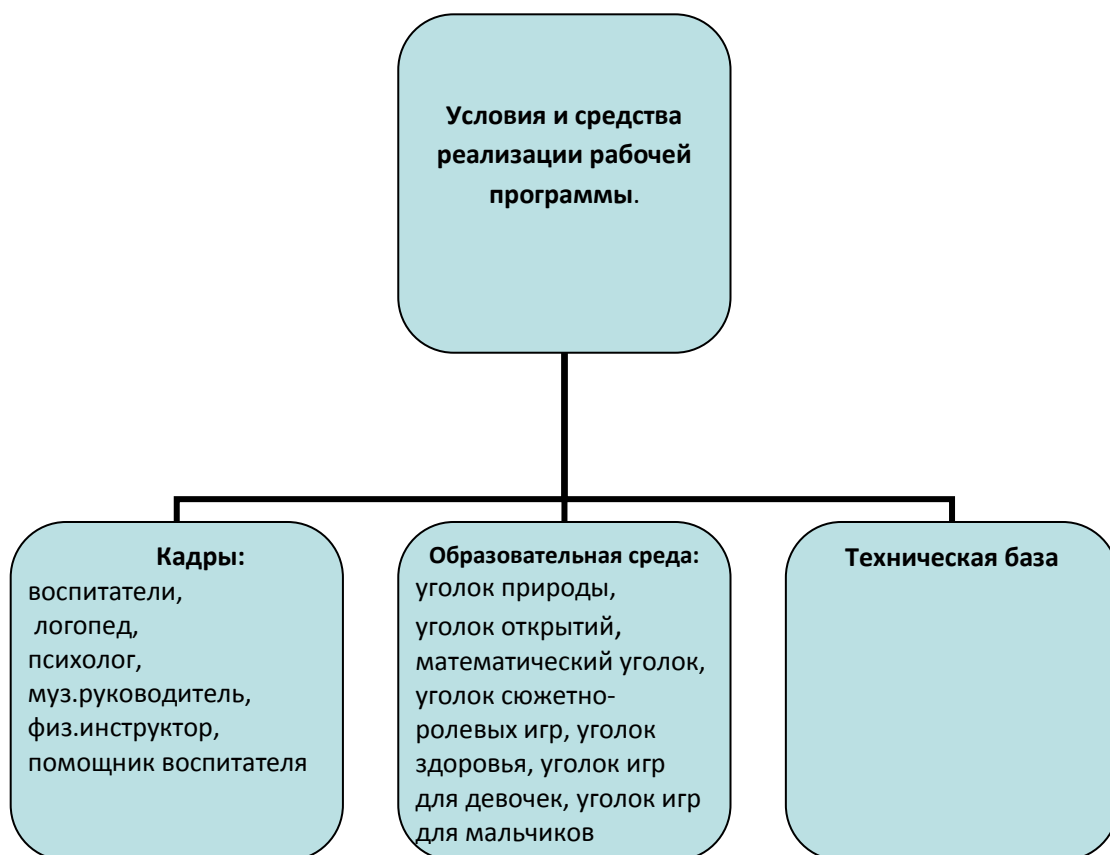 Условия и средства
реализации рабочей
программы.
Кадры:
воспитатели,
логопед,
психолог,
муз.руководитель,
физ.инструктор,
помощник воспитателя
Образовательная среда:
уголок природы,
уголок открытий,
математический уголок,
уголок сюжетно-
ролевых игр, уголок
здоровья, уголок игр
для девочек, уголок игр
для мальчиков
Техническая база